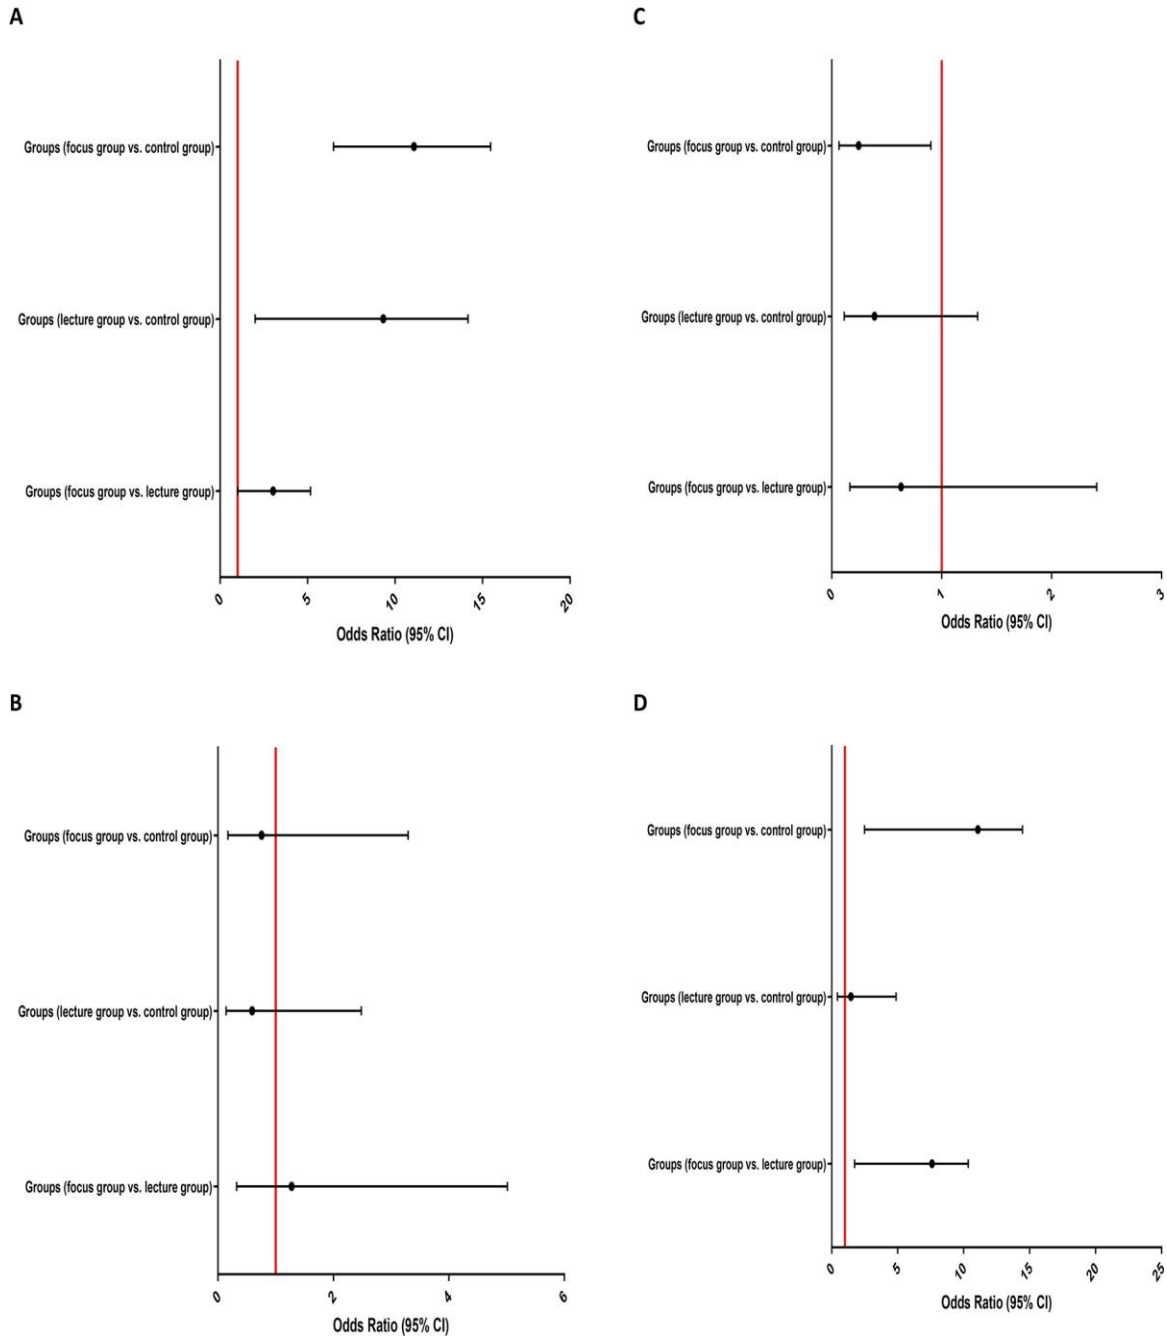 A
Groups (focus group vs. control group)
Groups (lecture group vs. control group)
Groups (focus group vs. lecture group)
0 5 10 15 20
Odds Ratio (95% CI)
C
Groups (focus group vs. control group)
Groups (lecture group vs. control group)
Groups (focus group vs. lecture group)
0 1 2 3
Odds Ratio (95% CI)
B
Groups (focus group vs. control group)
Groups (lecture group vs. control group)
Groups (focus group vs. lecture group)
0 2 4 6
Odds Ratio (95% CI)
D
Groups (focus group vs. control group)
Groups (lecture group vs. control group)
Groups (focus group vs. lecture group)
0 5 10 15 20 25
Odds Ratio (95% CI)